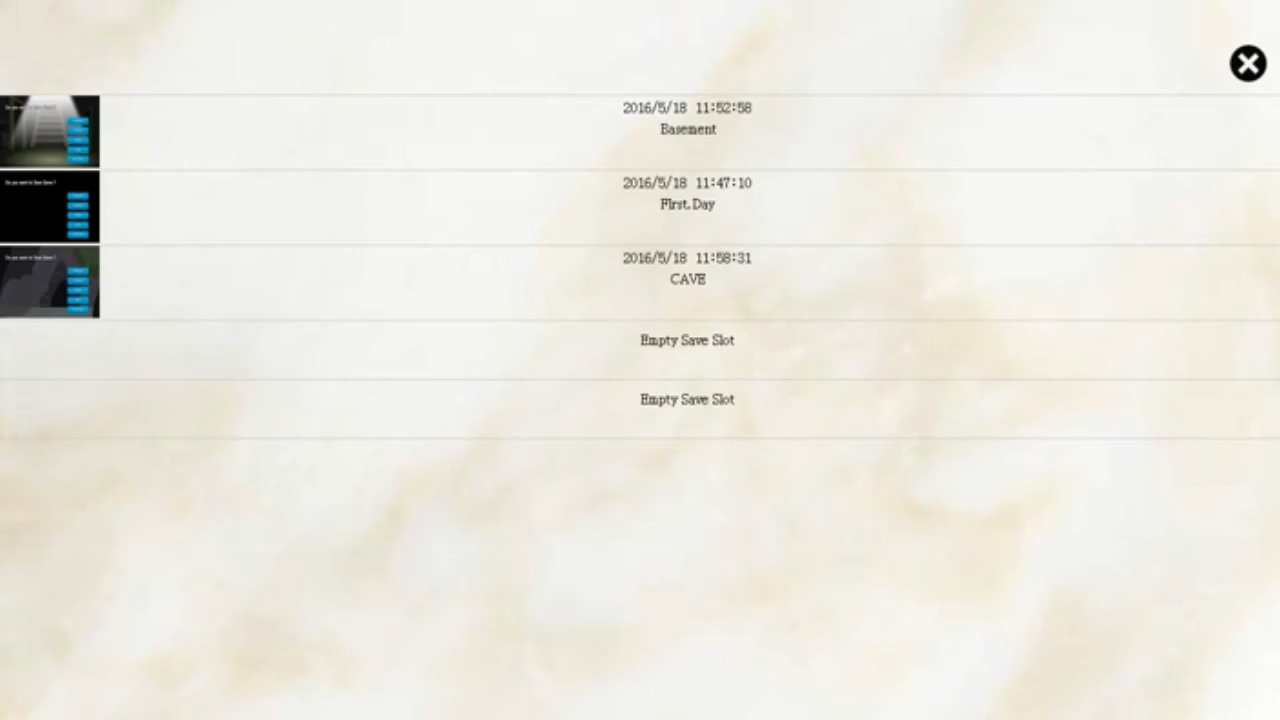 2016/5/18 11:52:58
Basement
2016/5/18 11:47:10
First.Day
2016/5/18 11:58:31
CAVE
Empty Save Slot
Empty Save Slot